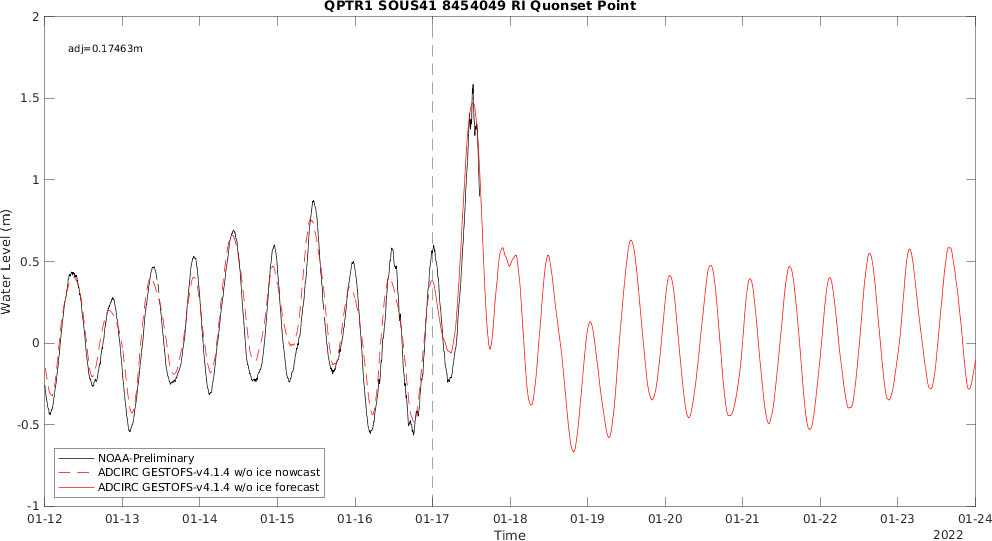 QPTR1 SOUS41 8454049 RI Quonset Point
adj=0.17463m
Water Level (m)
2
1.5
1
0.5
0
-0.5
-1
NOAA-Preliminary
ADCIRC GESTOFS-v4.1.4 w/o ice nowcast
ADCIRC GESTOFS-v4.1.4 w/o ice forecast
01-12 01-13 01-14 01-15 01-16 01-17 01-18 01-19 01-20 01-21 01-22 01-23 01-24
Time
2022